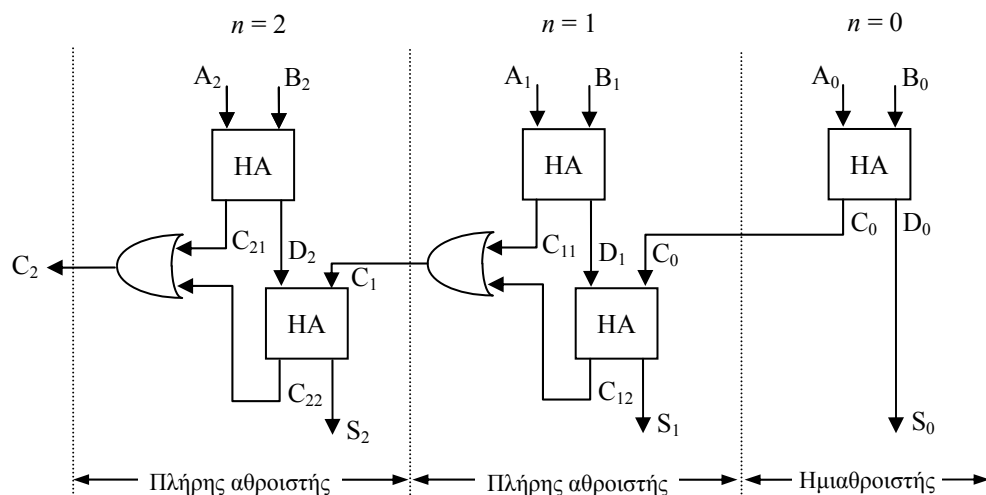 n = 2 n = 1 n = 0
A₂ B₂ A₁ B₁ A₀ B₀
HA HA HA
C₂₁ D₂ C₁₁ D₁ C₀ C₀ D₀
C₂ C₁
HA HA
C₂₂ C₁₂
S₂ S₁ S₀
Πλήρης αθροιστής Πλήρης αθροιστής Ημιαθροιστής